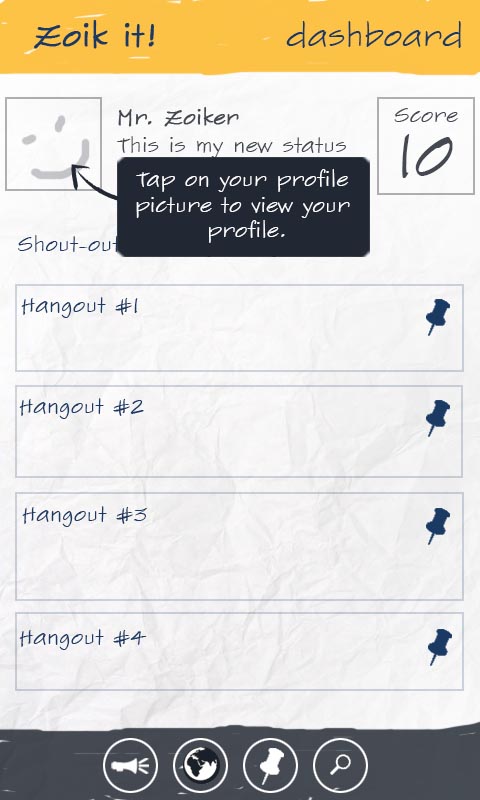 Zoik it!
dashboard
Mr. Zoiker
This is my new status
Score
10
Tap on your profile
picture to view your
profile.
Shout-out
Hangout #1
Hangout #2
Hangout #3
Hangout #4